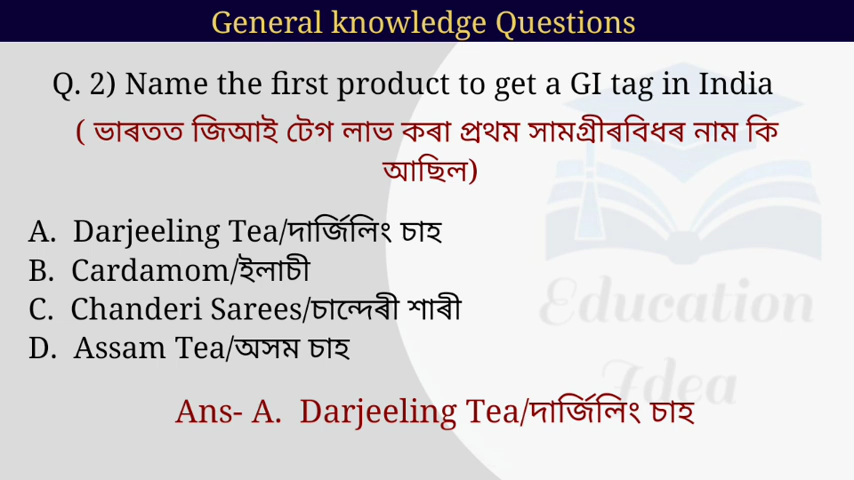 General knowledge Questions
Q. 2) Name the first product to get a GI tag in India
( ভাৰতত জিআই টেগ লাভ কৰা প্ৰথম সামগ্ৰীৰবিধৰ নাম কি
আছিল)
A. Darjeeling Tea/দাৰ্জিলিং চাহ
B. Cardamom/ইলাচী
C. Chanderi Sarees/চান্দেৰী শাৰী
D. Assam Tea/অসম চাহ
Education
Idea
Ans- A. Darjeeling Tea/দাৰ্জিলিং চাহ